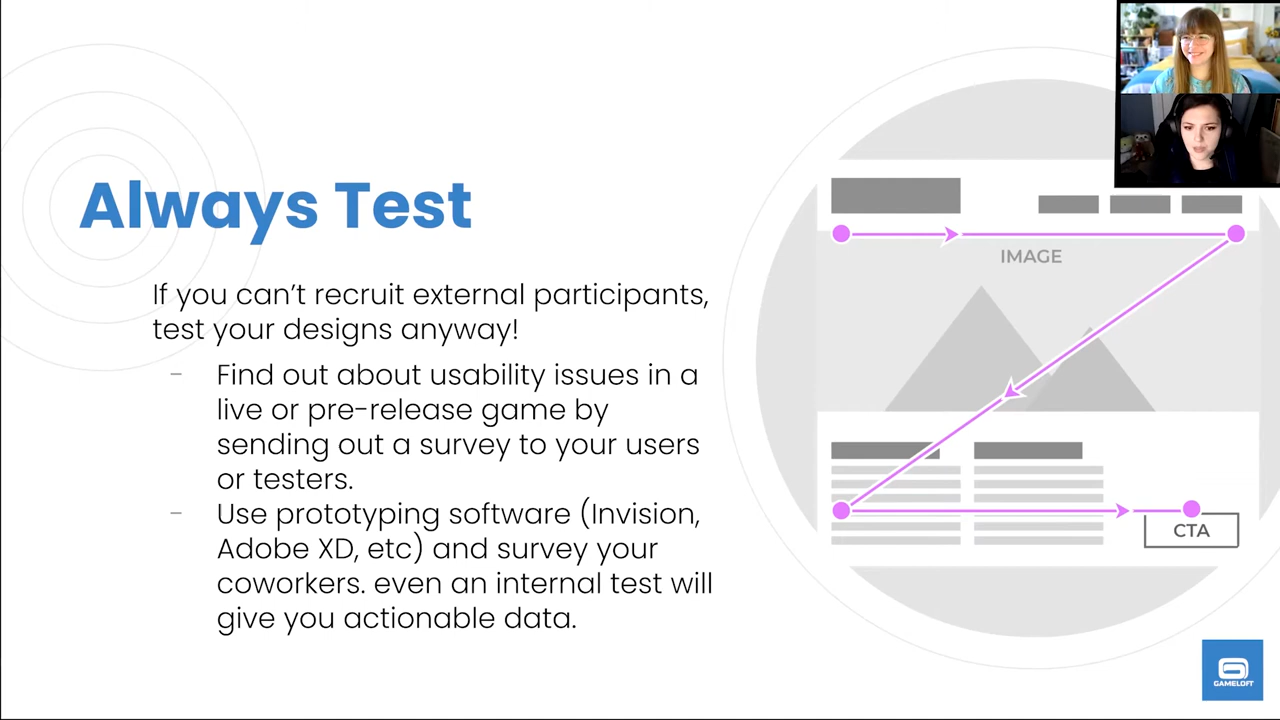 Always Test
If you can't recruit external participants,
test your designs anyway!
- Find out about usability issues in a
live or pre-release game by
sending out a survey to your users
or testers.
- Use prototyping software (Invision,
Adobe XD, etc) and survey your
coworkers. even an internal test will
give you actionable data.
IMAGE
CTA
GAMELOFT